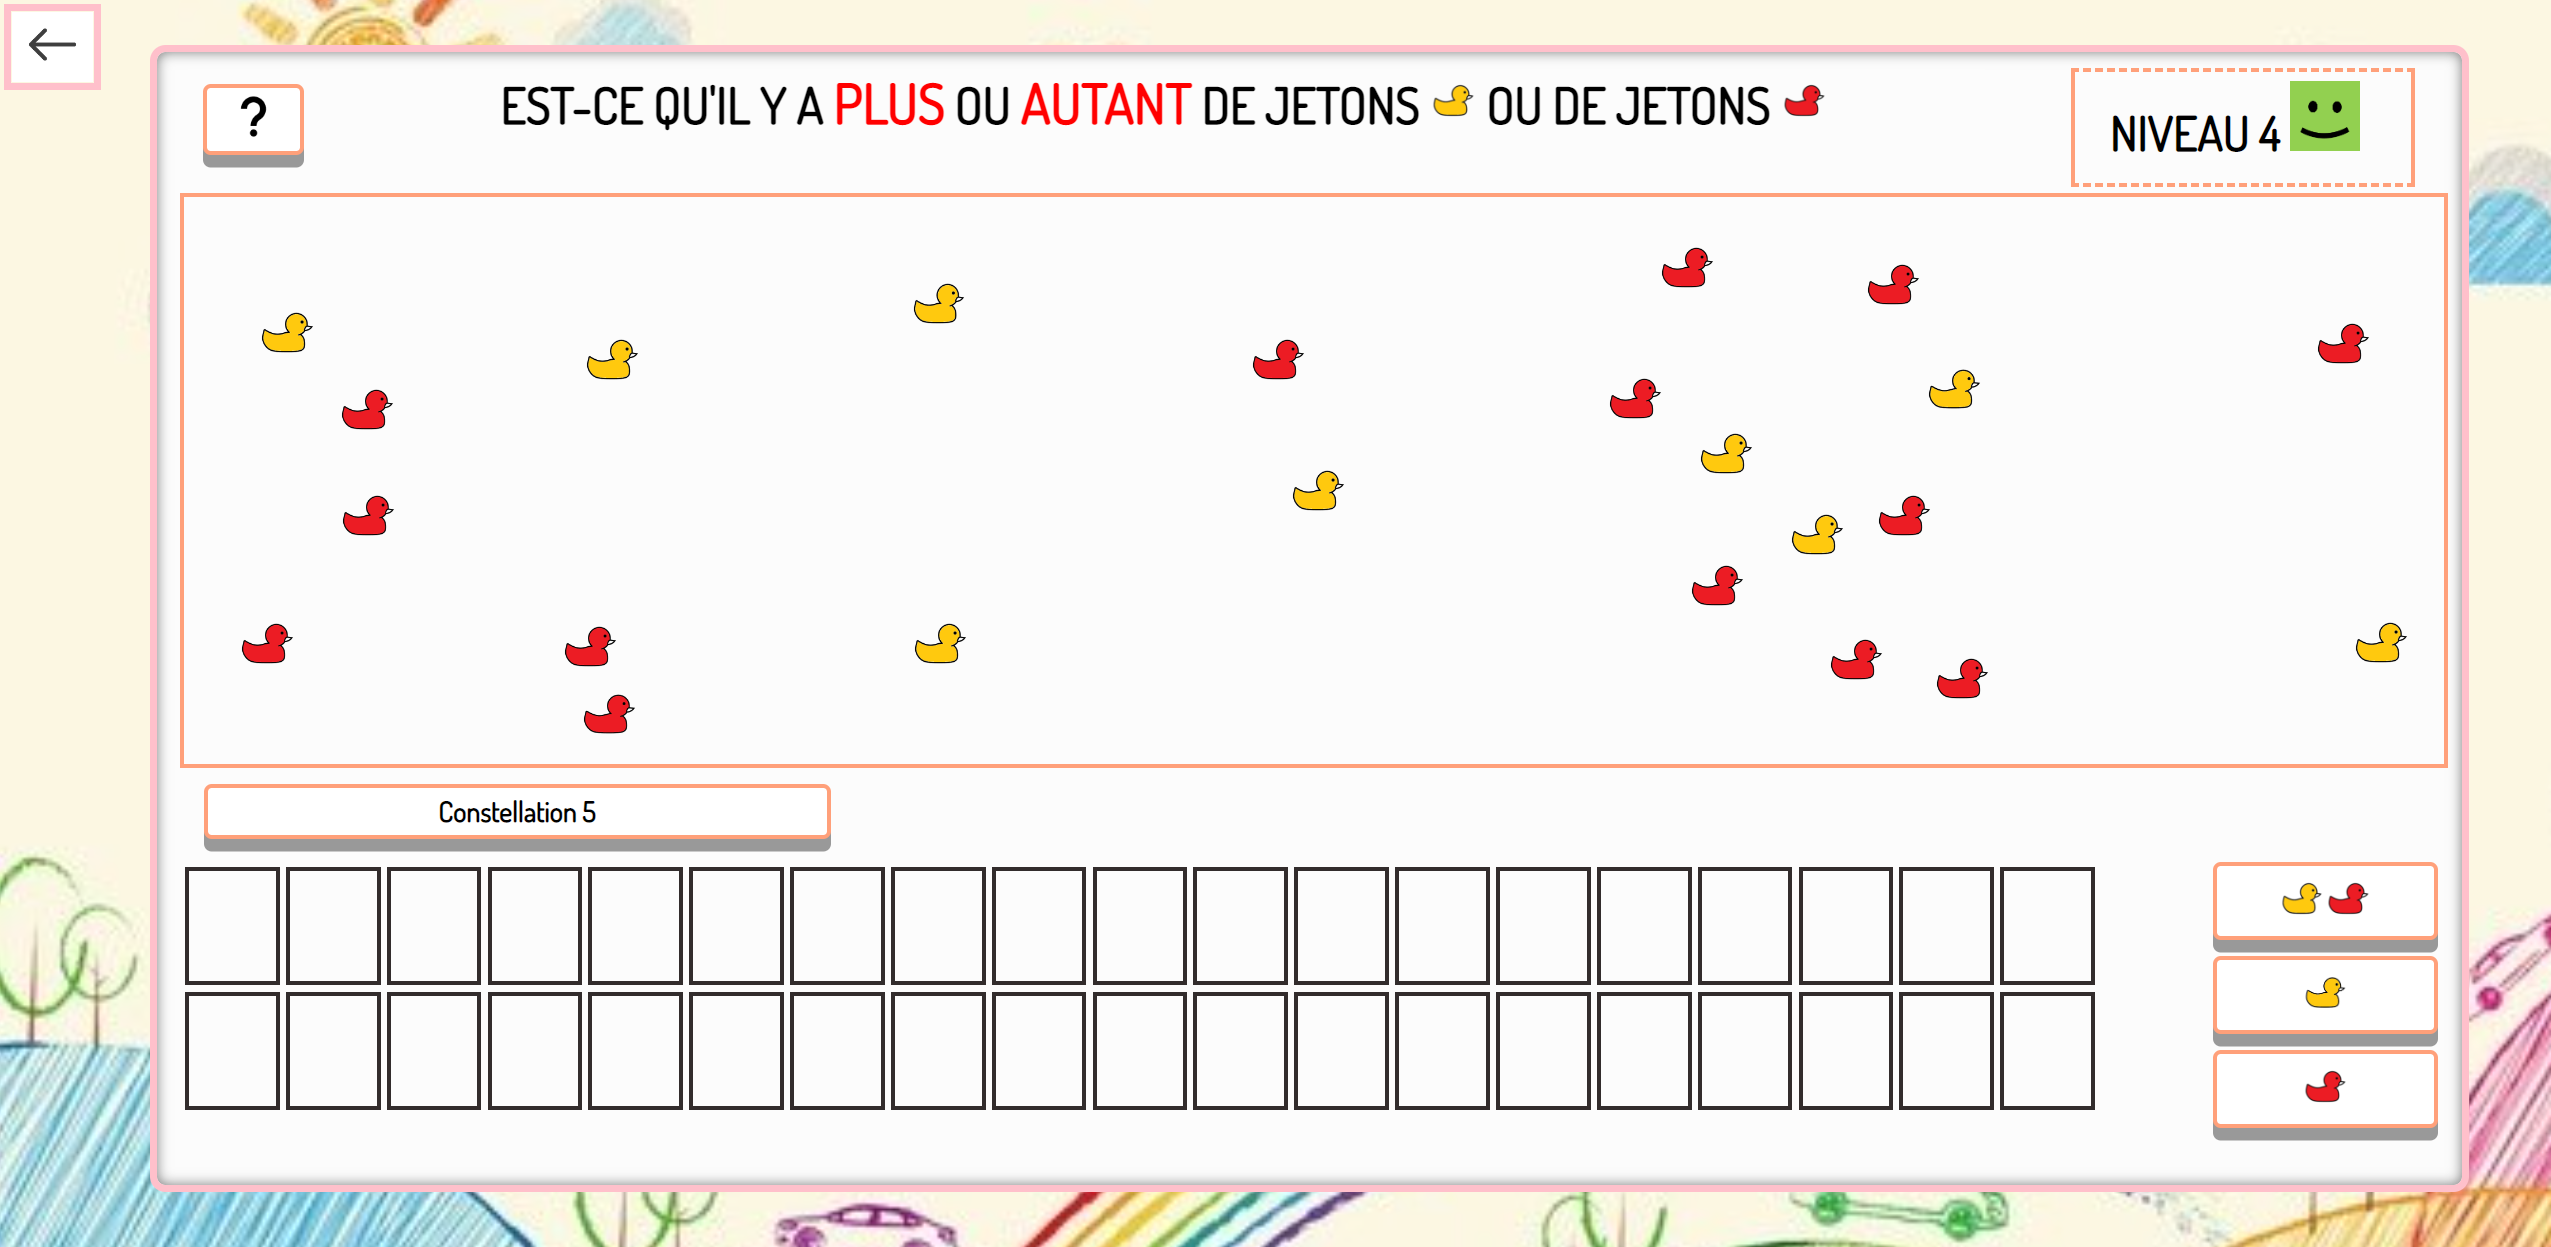 ?
EST-CE QU'IL Y A PLUS OU AUTANT DE JETONS OU DE JETONS
NIVEAU 4
Constellation 5